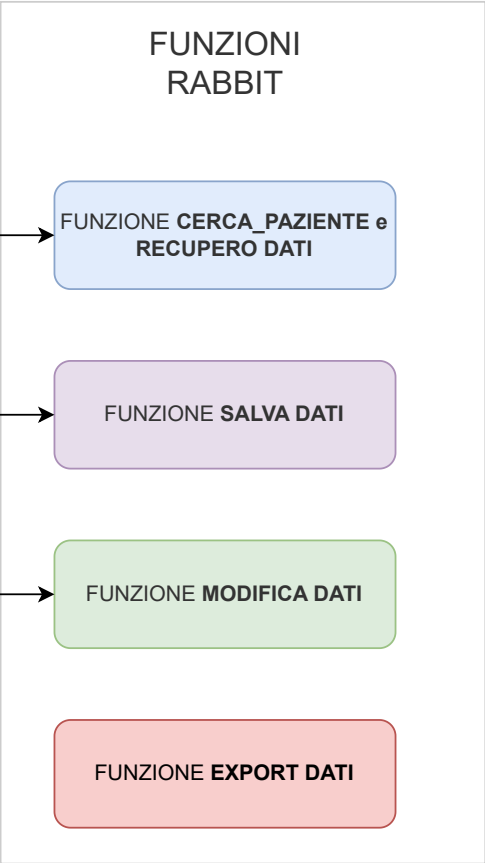 FUNZIONI
RABBIT
FUNZIONE CERCA_PAZIENTE e
RECUPERO DATI
FUNZIONE SALVA DATI
FUNZIONE MODIFICA DATI
FUNZIONE EXPORT DATI